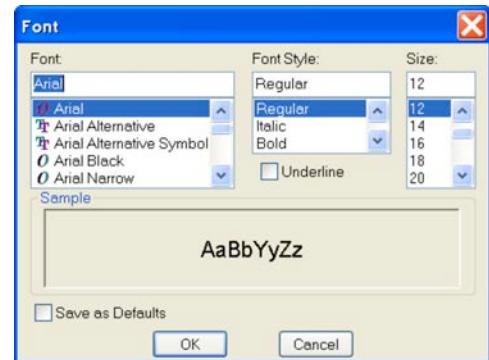 Font
Font: Font Style: Size:
Arial Regular 12
Arial Regular 12
Arial Alternative Italic 14
Arial Alternative Symbol Bold 16
Arial Black 18
Arial Narrow Underline 20
Sample
AaBbYyZz
Save as Defaults
OK Cancel